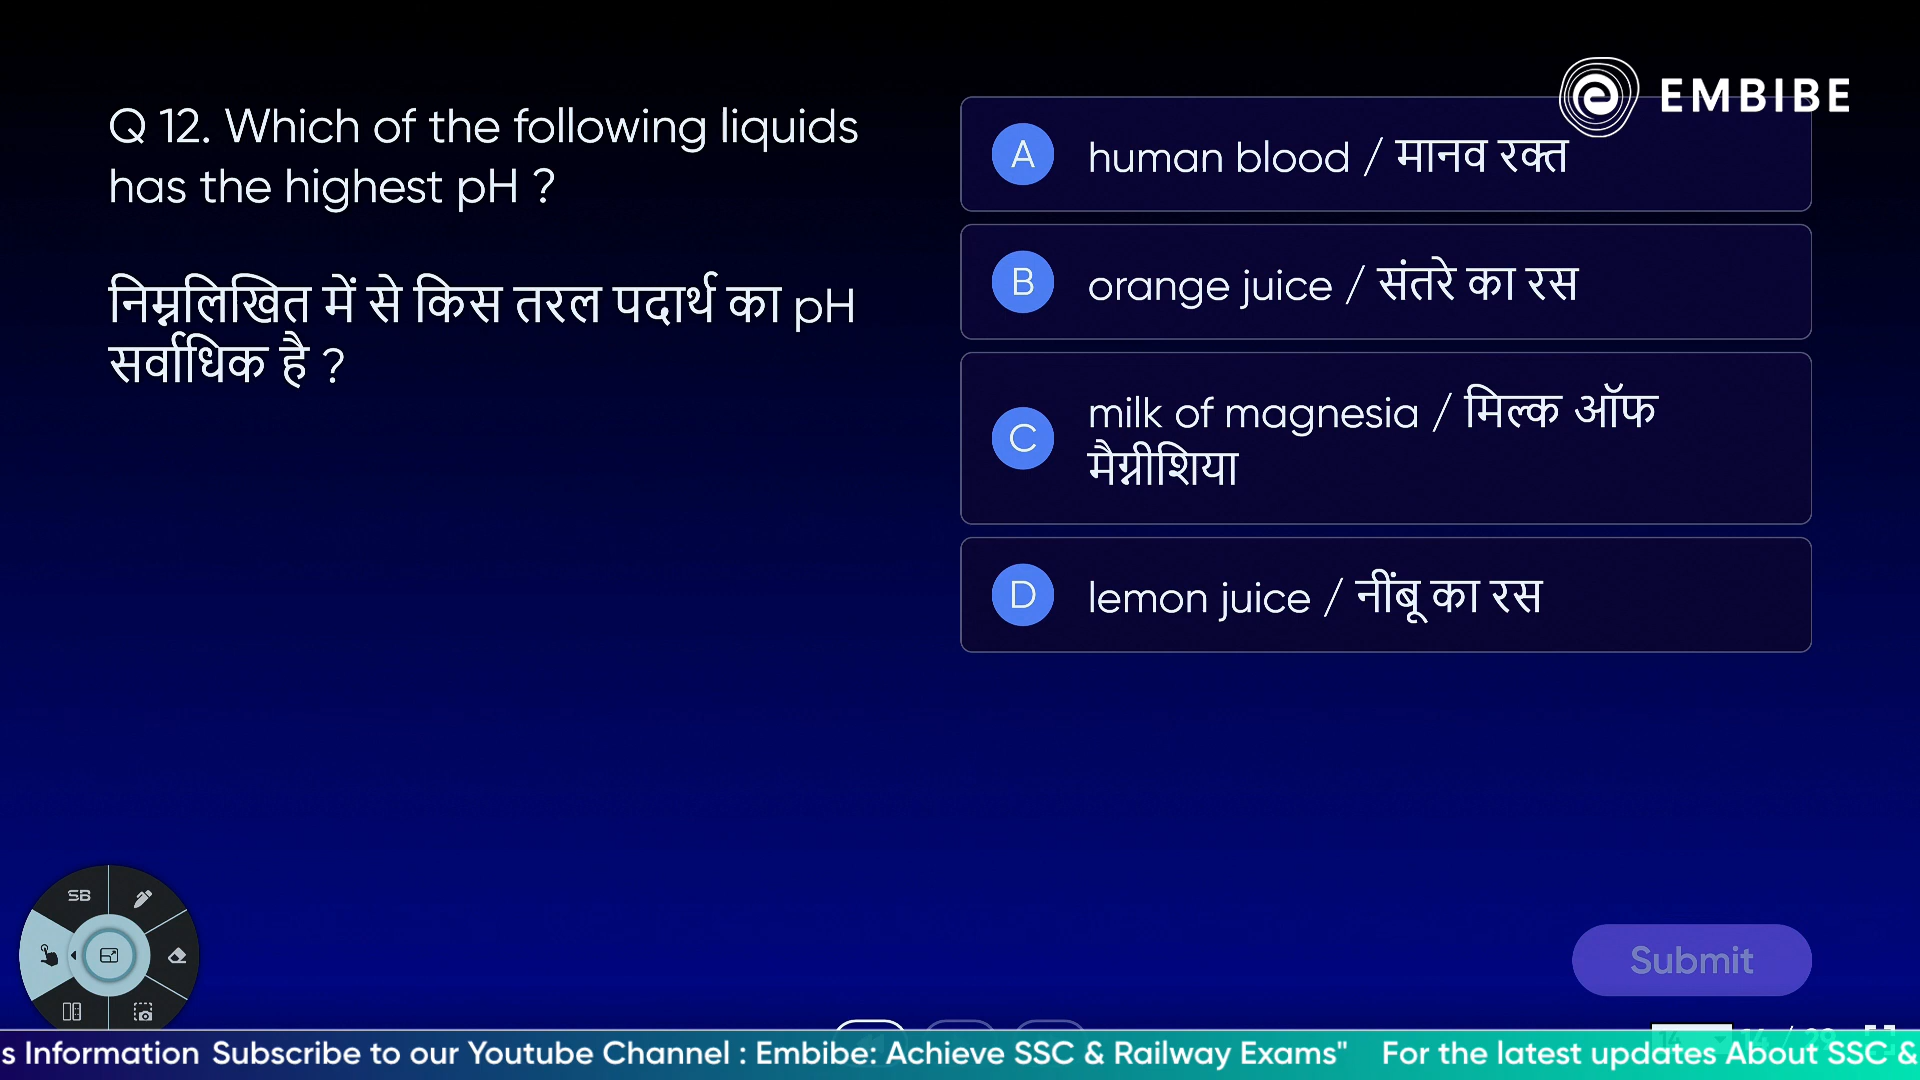 EMBIBE
Q 12. Which of the following liquids
has the highest pH ?
निम्नलिखित में से किस तरल पदार्थ का pH
सर्वाधिक है ?
A human blood / मानव रक्त
B orange juice / संतरे का रस
C milk of magnesia / मिल्क ऑफ
मैग्नीशिया
D lemon juice / नींबू का रस
SB
Submit
s Information Subscribe to our Youtube Channel : Embibe: Achieve SSC & Railway Exams" For the latest updates About SSC &